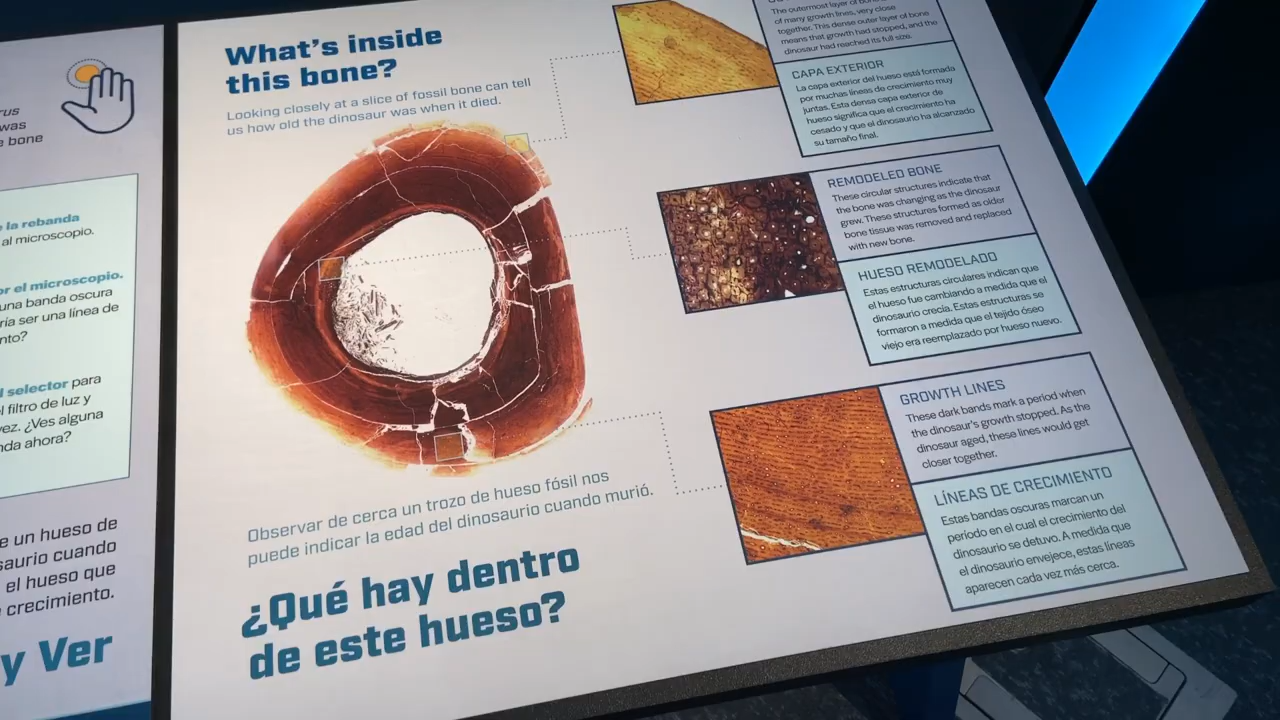 rus
was
e bone
e la rebanda
al microscopio.
or el microscopio.
una banda oscura
ría ser una línea de
nto?
l selector para
el filtro de luz y
vez. ¿Ves alguna
nda ahora?
e un hueso de
saurio cuando
el hueso que
crecimiento.
y Ver
What's inside
this bone?
Looking closely at a slice of fossil bone can tell
us how old the dinosaur was when it died.
Observar de cerca un trozo de hueso fósil nos
puede indicar la edad del dinosaurio cuando murió.
¿Qué hay dentro
de este hueso?
The outermost layer of bone
of many growth lines, very close
together. This dense outer layer of bone
means that growth had stopped, and the
dinosaur had reached its full size.
CAPA EXTERIOR
La capa exterior del hueso está formada
por muchas líneas de crecimiento muy
juntas. Esta densa capa exterior de
hueso significa que el crecimiento ha
cesado y que el dinosaurio ha alcanzado
su tamaño final.
REMODELED BONE
These circular structures indicate that
the bone was changing as the dinosaur
grew. These structures formed as older
bone tissue was removed and replaced
with new bone.
HUESO REMODELADO
Estas estructuras circulares indican que
el hueso fue cambiando a medida que el
dinosaurio crecía. Estas estructuras se
formaron a medida que el tejido óseo
viejo era reemplazado por hueso nuevo.
GROWTH LINES
These dark bands mark a period when
the dinosaur's growth stopped. As the
dinosaur aged, these lines would get
closer together.
LÍNEAS DE CRECIMIENTO
Estas bandas oscuras marcan un
periodo en el cual el crecimiento del
dinosaurio se detuvo. A medida que
el dinosaurio envejece, estas líneas
aparecen cada vez más cerca.